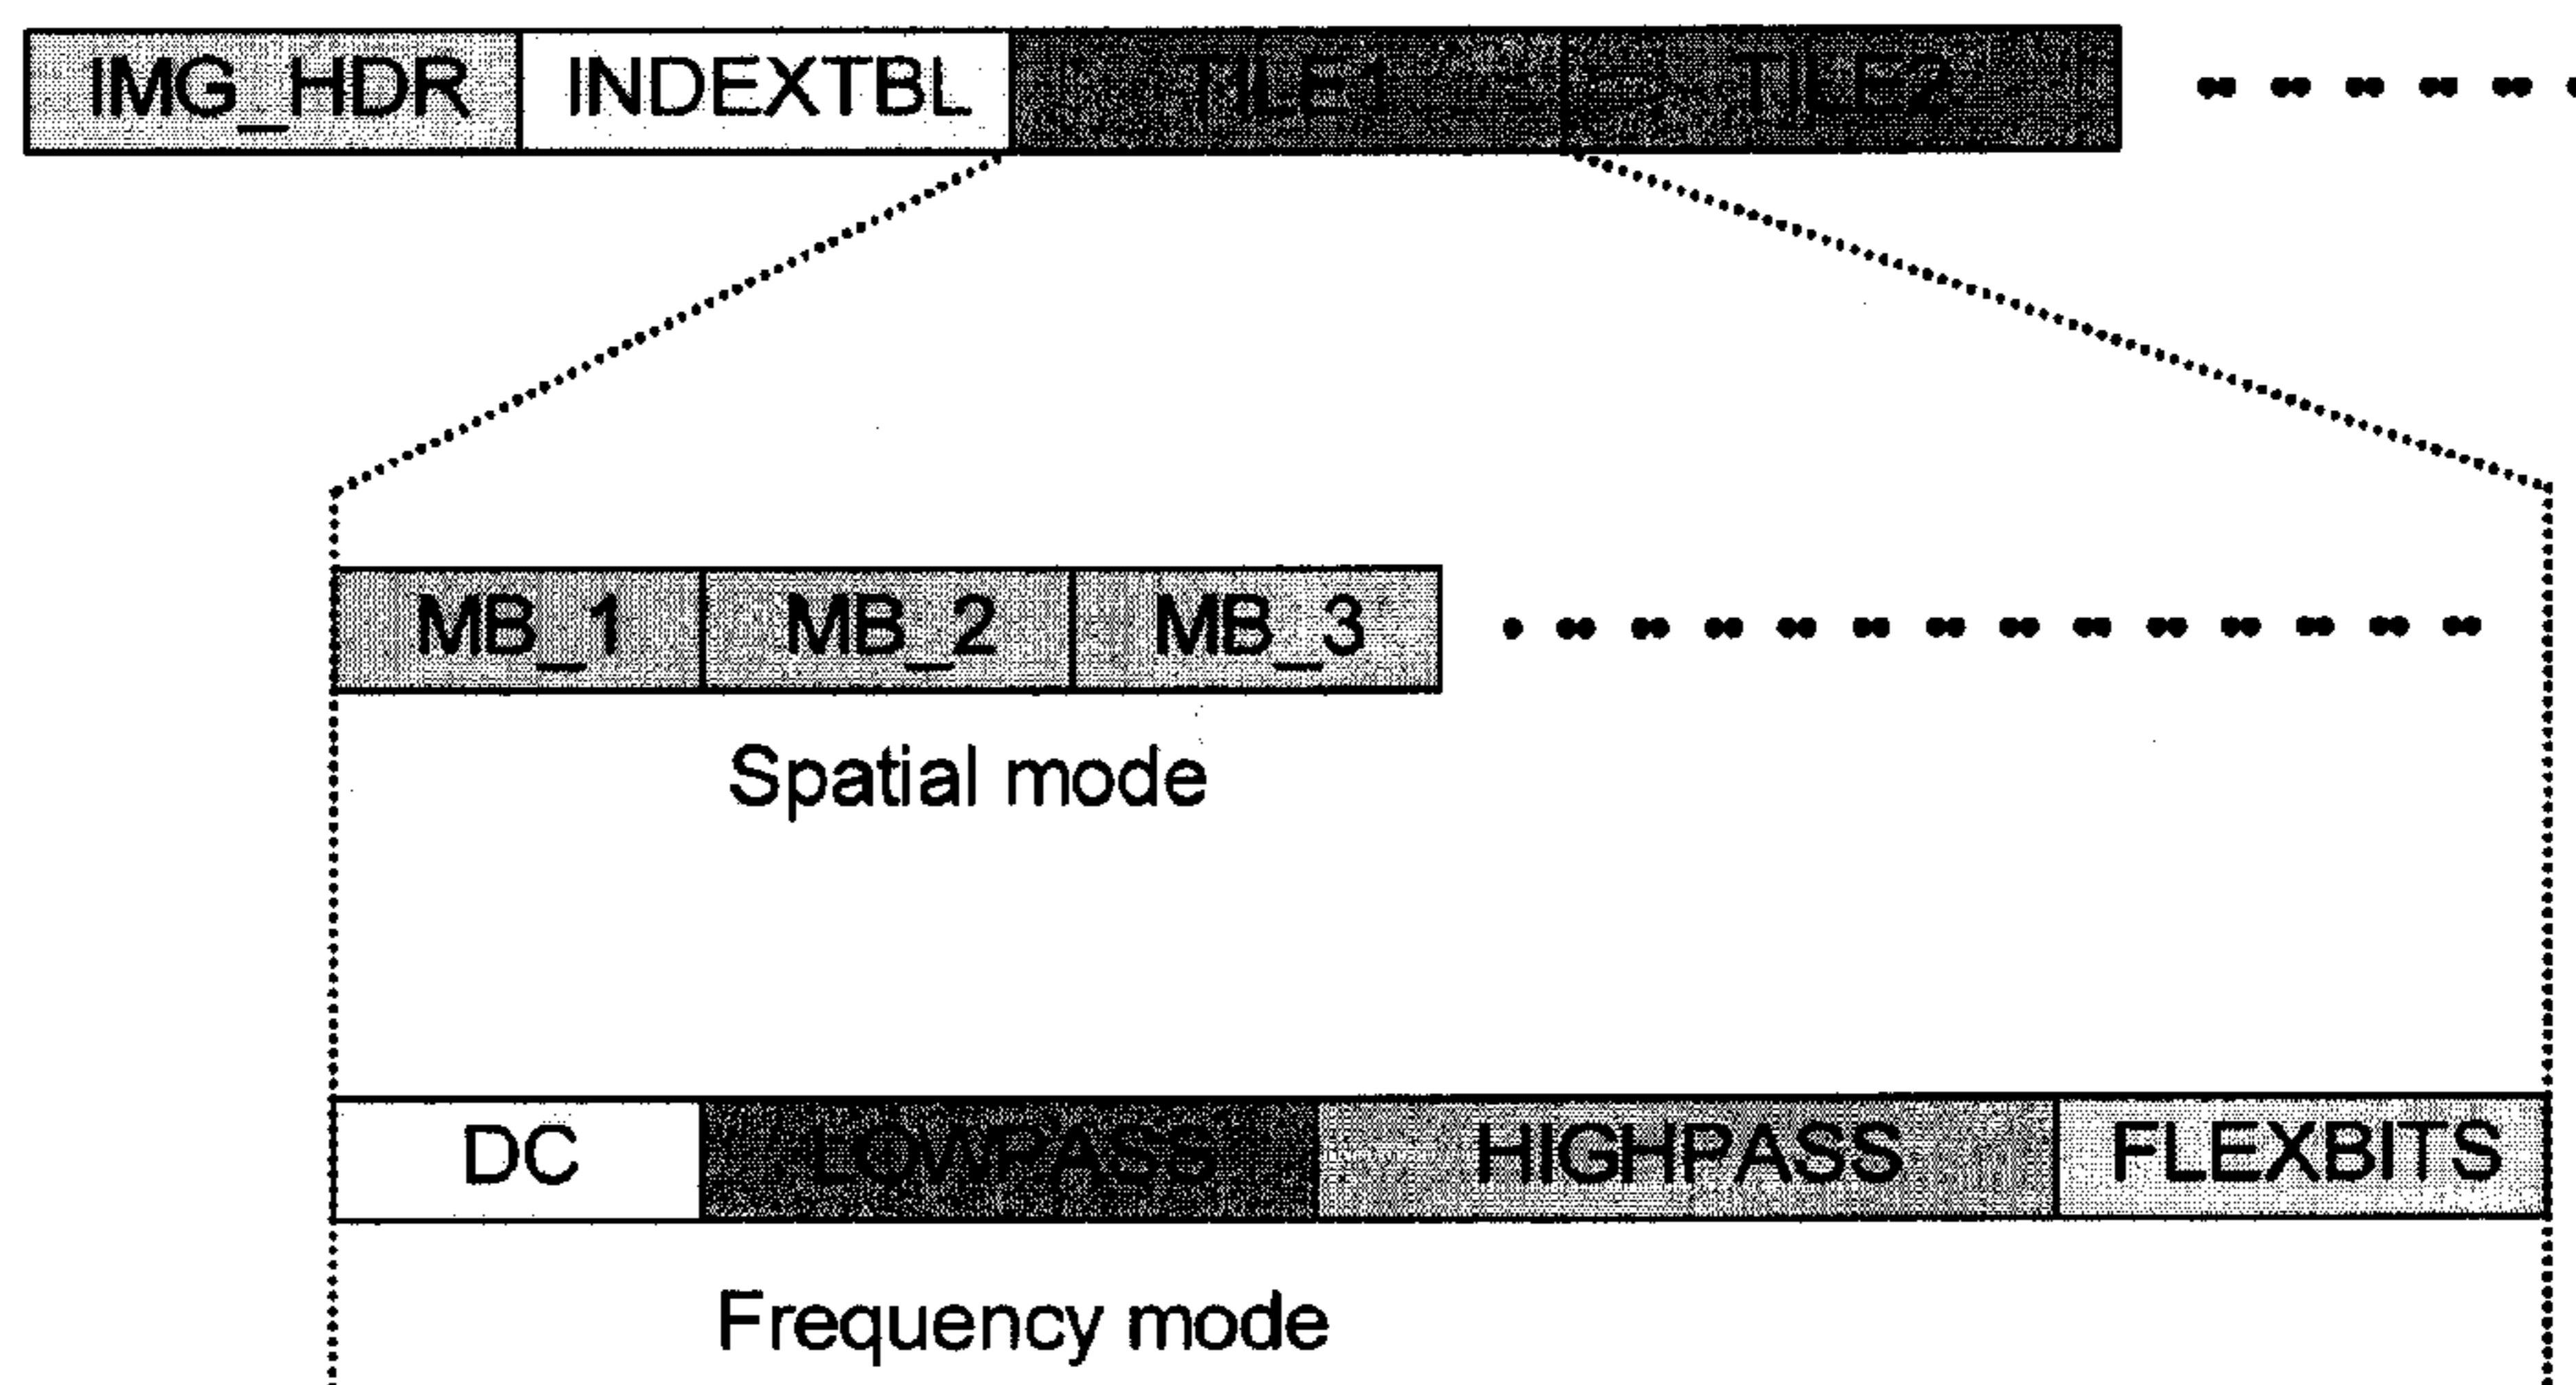 IMG_HDR INDEXTBL TILE1 TILE2
MB_1 MB_2 MB_3
Spatial mode
DC LOWPASS HIGHPASS FLEXBITS
Frequency mode